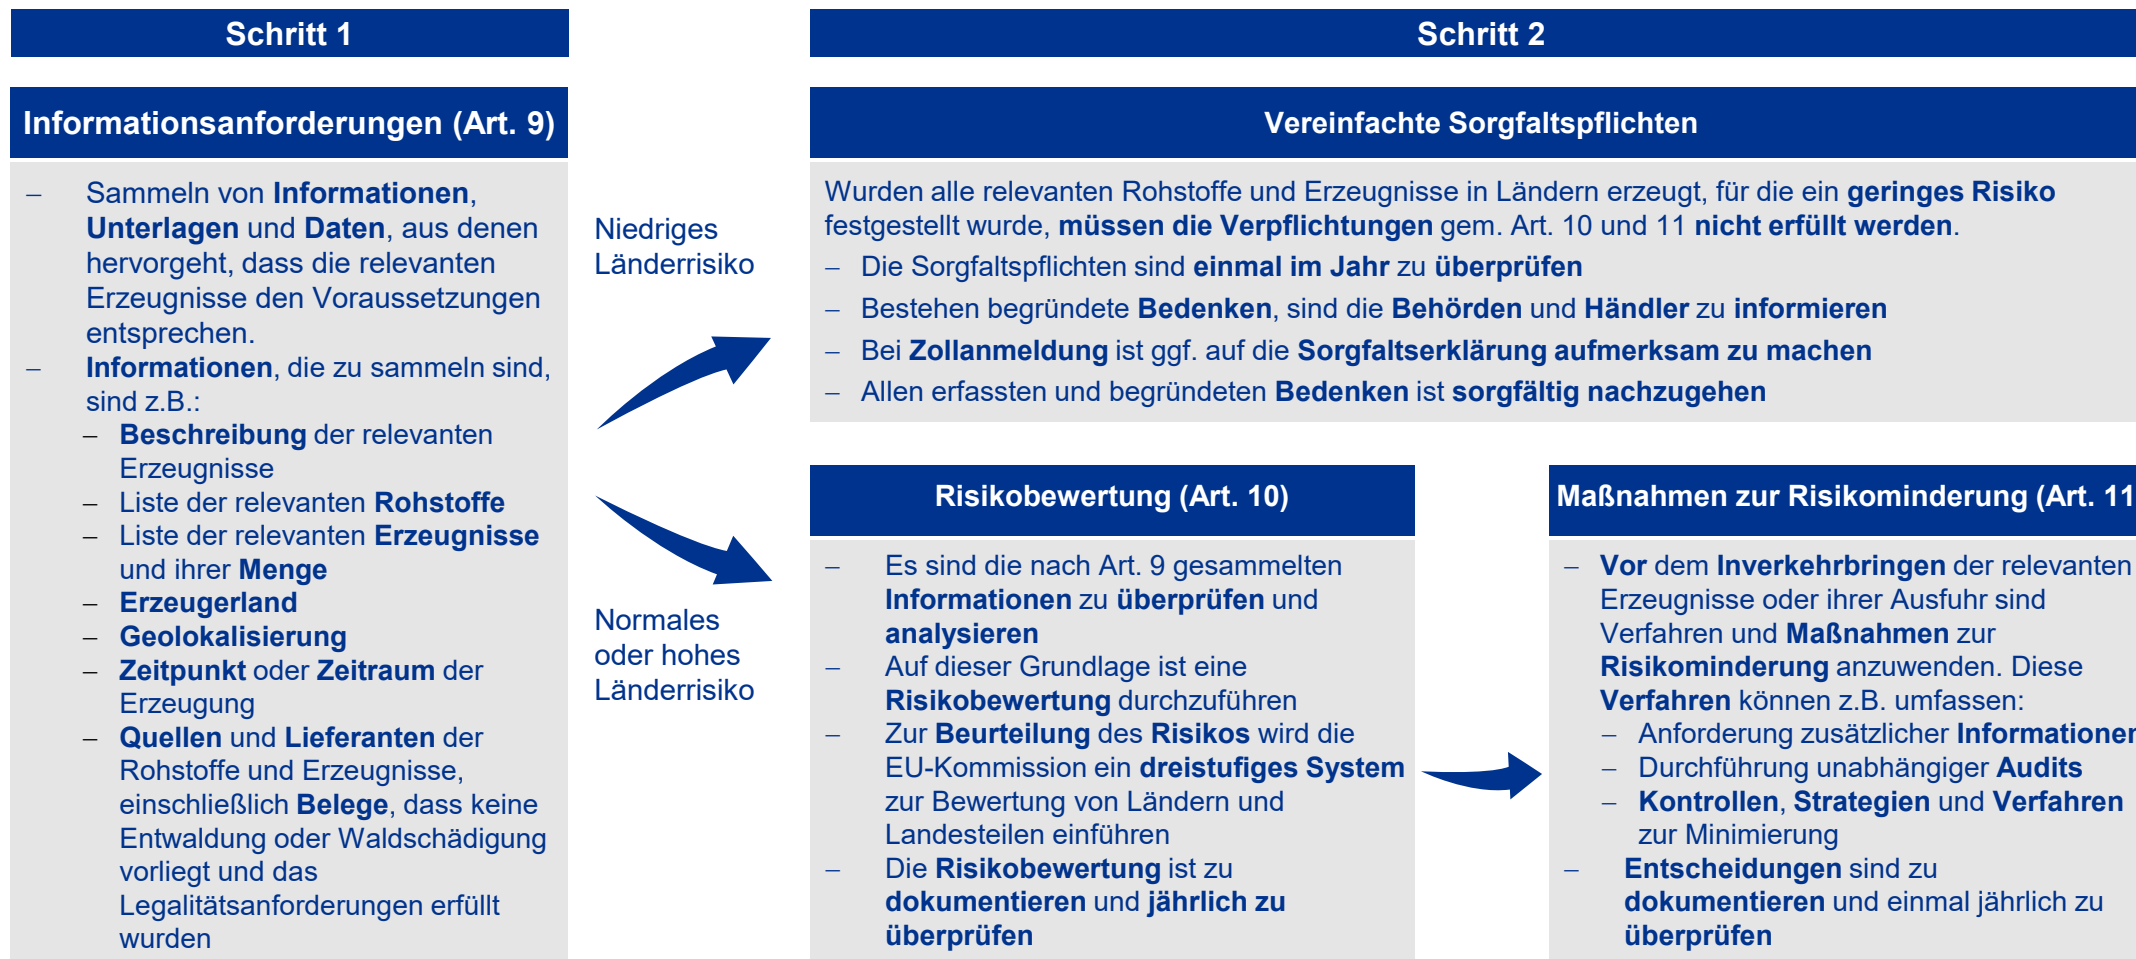 Schritt 1
Schritt 2
Informationsanforderungen (Art. 9)
– Sammeln von Informationen,
Unterlagen und Daten, aus denen
hervorgeht, dass die relevanten
Erzeugnisse den Voraussetzungen
entsprechen.
– Informationen, die zu sammeln sind,
sind z.B.:
– Beschreibung der relevanten
Erzeugnisse
– Liste der relevanten Rohstoffe
– Liste der relevanten Erzeugnisse
und ihrer Menge
– Erzeugerland
– Geolokalisierung
– Zeitpunkt oder Zeitraum der
Erzeugung
– Quellen und Lieferanten der
Rohstoffe und Erzeugnisse,
einschließlich Belege, dass keine
Entwaldung oder Waldschädigung
vorliegt und das
Legalitätsanforderungen erfüllt
wurden
Niedriges
Länderrisiko
Normales
oder hohes
Länderrisiko
Vereinfachte Sorgfaltspflichten
Wurden alle relevanten Rohstoffe und Erzeugnisse in Ländern erzeugt, für die ein geringes Risiko
festgestellt wurde, müssen die Verpflichtungen gem. Art. 10 und 11 nicht erfüllt werden.
– Die Sorgfaltspflichten sind einmal im Jahr zu überprüfen
– Bestehen begründete Bedenken, sind die Behörden und Händler zu informieren
– Bei Zollanmeldung ist ggf. auf die Sorgfaltserklärung aufmerksam zu machen
– Allen erfassten und begründeten Bedenken ist sorgfältig nachzugehen
Risikobewertung (Art. 10)
– Es sind die nach Art. 9 gesammelten
Informationen zu überprüfen und
analysieren
– Auf dieser Grundlage ist eine
Risikobewertung durchzuführen
– Zur Beurteilung des Risikos wird die
EU-Kommission ein dreistufiges System
zur Bewertung von Ländern und
Landesteilen einführen
– Die Risikobewertung ist zu
dokumentieren und jährlich zu
überprüfen
Maßnahmen zur Risikominderung (Art. 11
– Vor dem Inverkehrbringen der relevanten
Erzeugnisse oder ihrer Ausfuhr sind
Verfahren und Maßnahmen zur
Risikominderung anzuwenden. Diese
Verfahren können z.B. umfassen:
– Anforderung zusätzlicher Informationen
– Durchführung unabhängiger Audits
– Kontrollen, Strategien und Verfahren
zur Minimierung
– Entscheidungen sind zu
dokumentieren und einmal jährlich zu
überprüfen